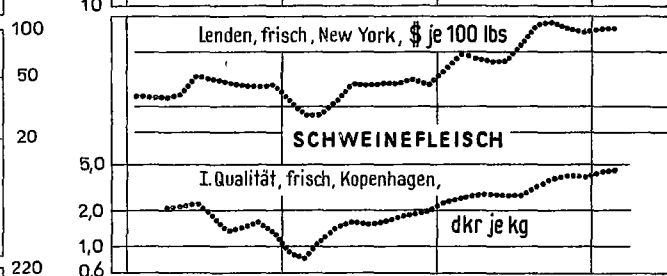 10
Lenden, frisch, New York, $ je 100 lbs
100
50
20
SCHWEINEFLEISCH
5,0
I. Qualität, frisch, Kopenhagen,
2,0
dkr je kg
1,0
0,6
220